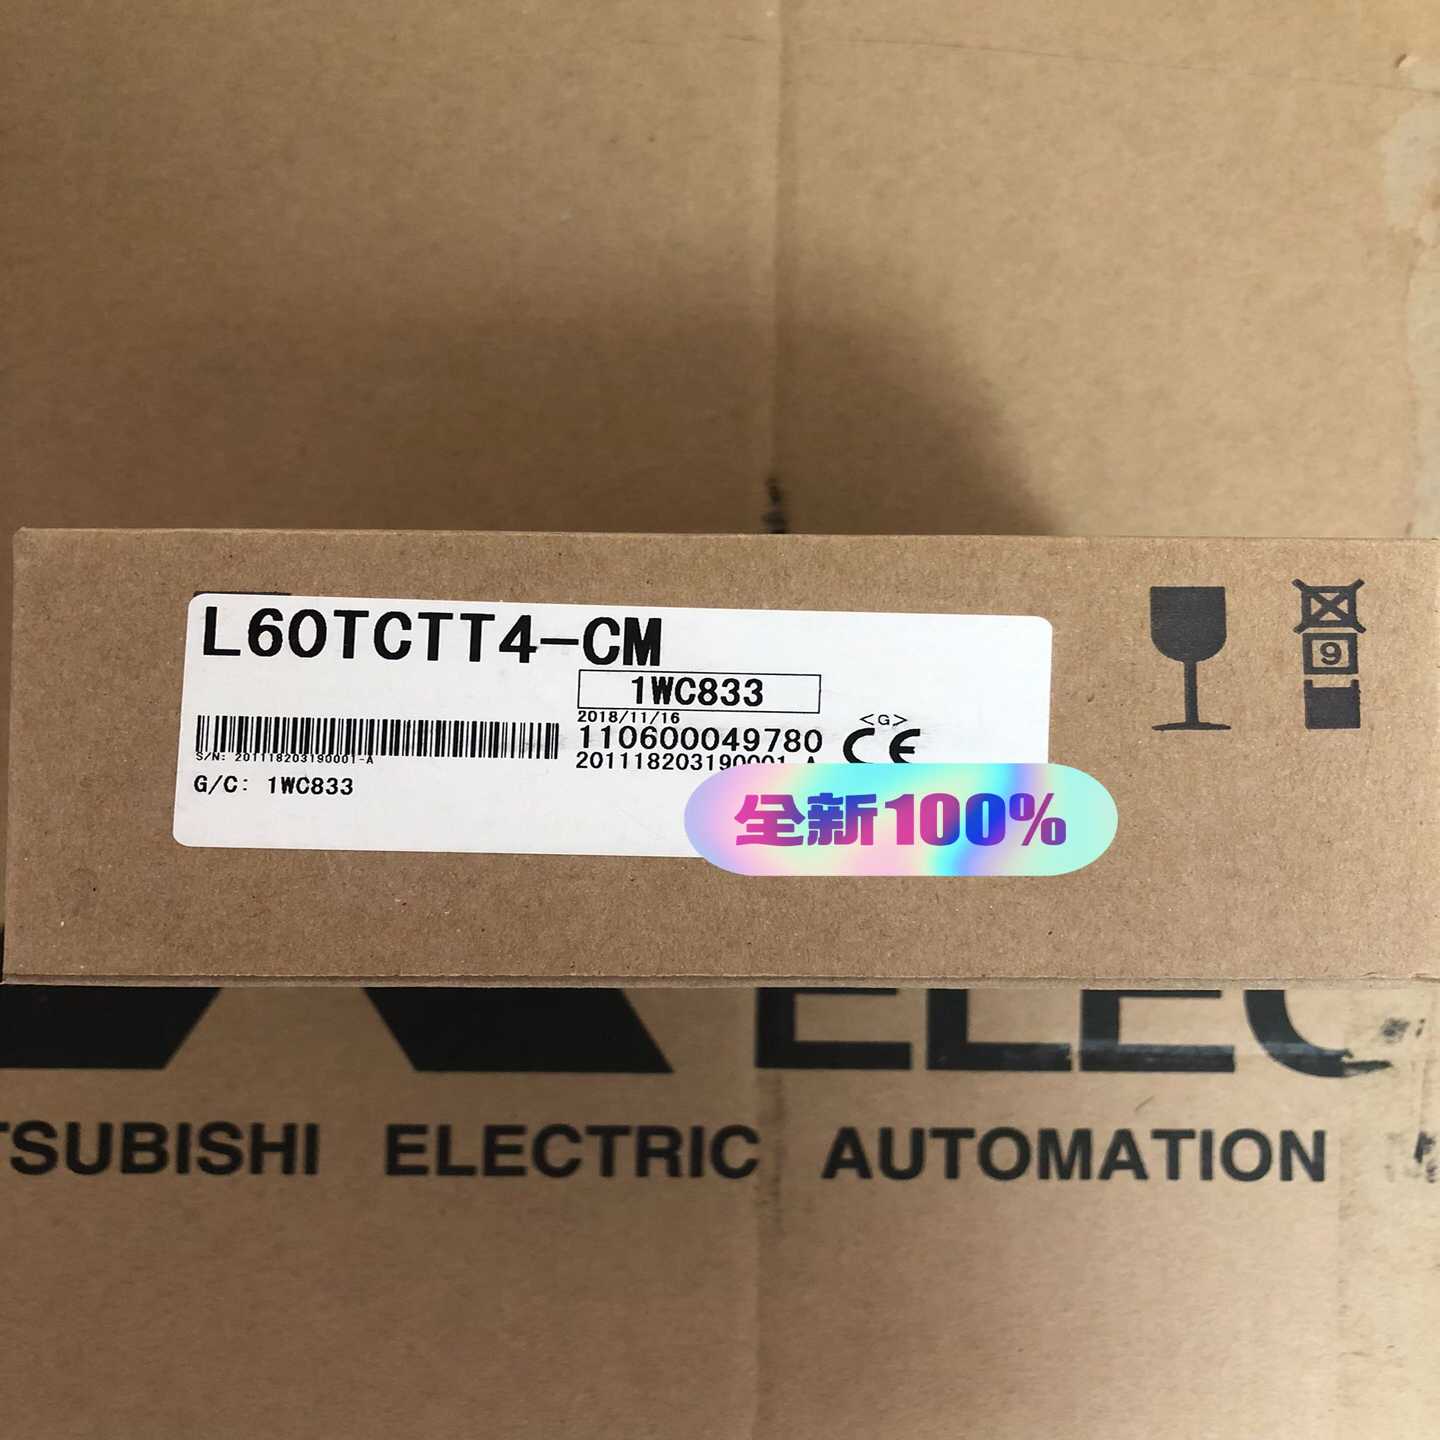 L60TCTT4-CM
1WC833
2018/11/16
110600049780
<G>
CE
S/N: 201118203190001-A
201118203190001-A
G/C: 1WC833
全新100%
9
ELEC
TSUBISHI ELECTRIC AUTOMATION